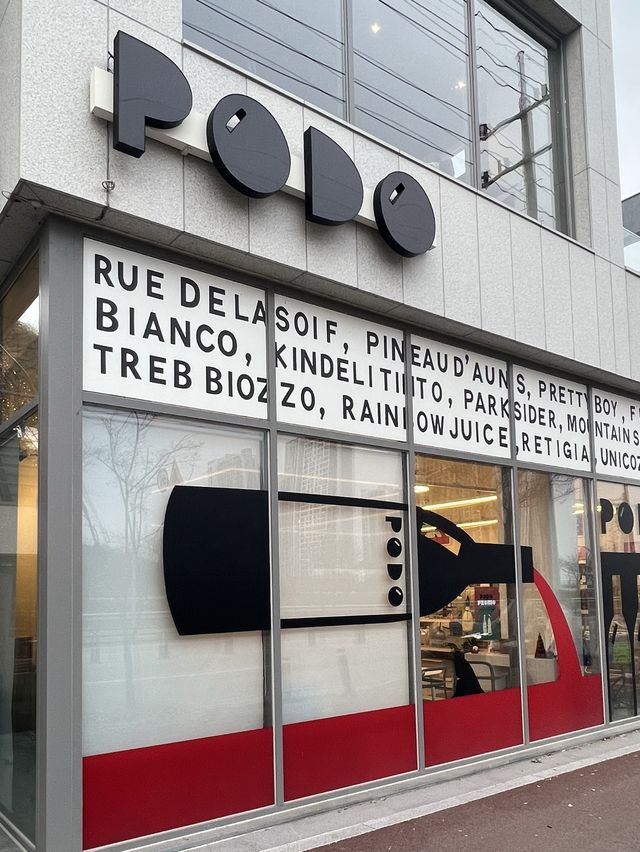 PODO
RUE DE LA SOIF, PINEAU D'AUNIS, PRETTY BOY, F
BIANCO, KINDELI TINTO, PARKSIDER, MOUNTAINS
TREB BIOZZO, RAINBOW JUICE, RETIGIA, UNICOZ
PODO
PO